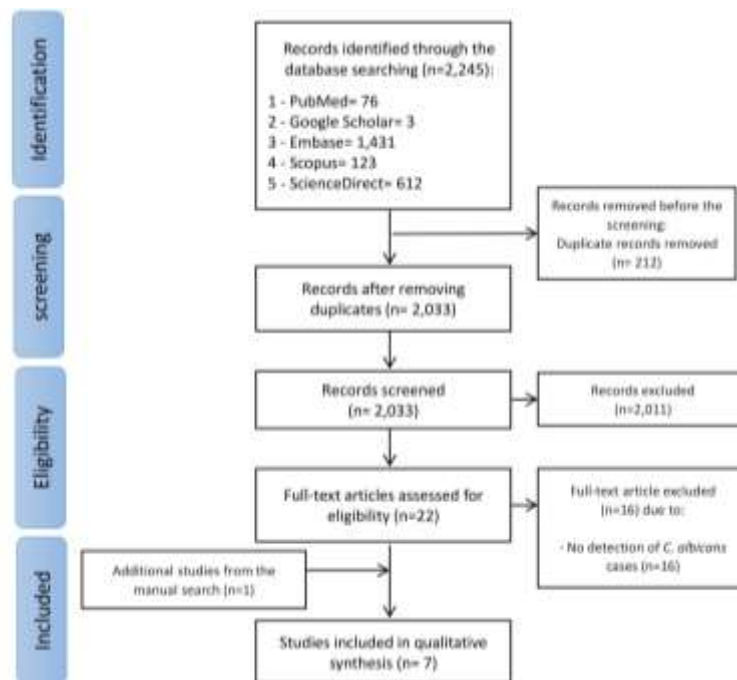 Identification
Records identified through the
database searching (n=2,245):
1 - PubMed= 76
2 - Google Scholar= 3
3 - Embase= 1,431
4 - Scopus= 123
5 - ScienceDirect= 612
screening
Records removed before the
screening:
Duplicate records removed
(n= 212)
Records after removing
duplicates (n= 2,033)
Eligibility
Records screened
(n= 2,033)
Records excluded
(n=2,011)
Full-text articles assessed for
eligibility (n=22)
Full-text article excluded
(n=16) due to:
- No detection of C. albicans
cases (n=16)
Included
Additional studies from the
manual search (n=1)
Studies included in qualitative
synthesis (n= 7)